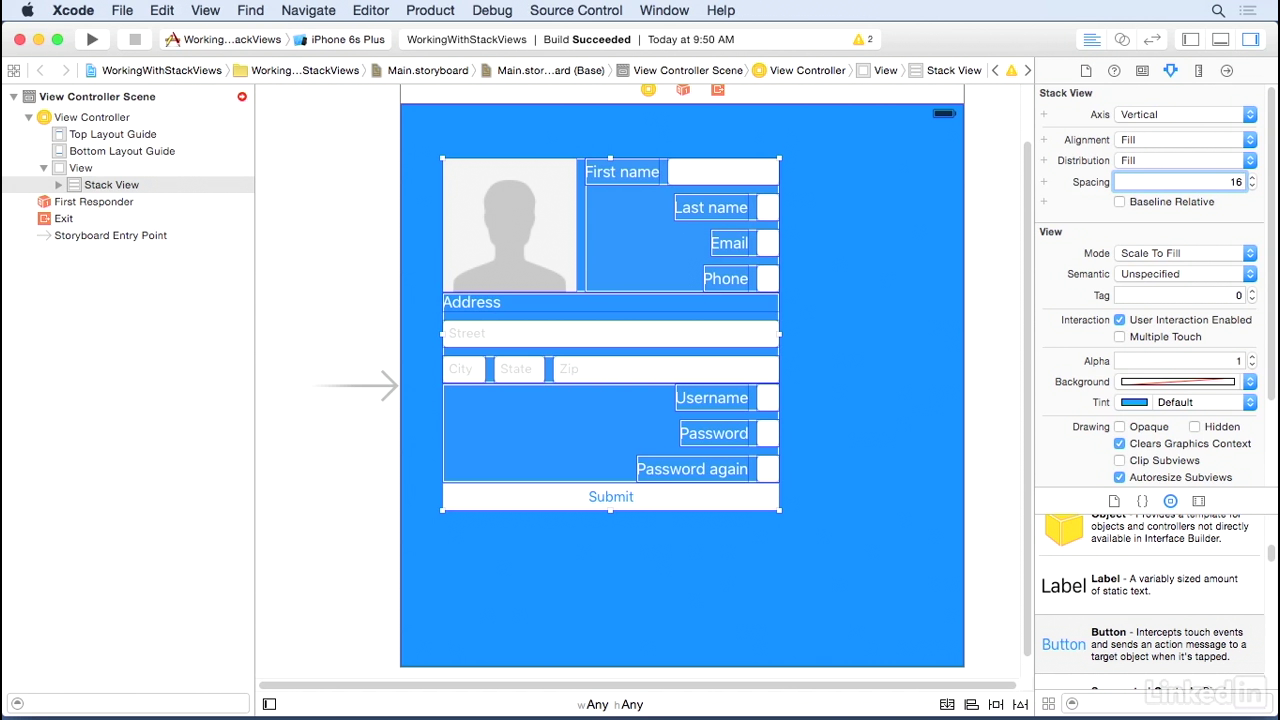 Xcode File Edit View Find Navigate Editor Product Debug Source Control Window Help
Working...ackViews iPhone 6s Plus WorkingWithStackViews Build Succeeded Today at 9:50 AM 2
WorkingWithStackViews Working...StackViews Main.storyboard Main.stor...ard (Base) View Controller Scene View Controller View Stack View
View Controller Scene
View Controller
Top Layout Guide
Bottom Layout Guide
View
Stack View
First Responder
Exit
Storyboard Entry Point
First name
Last name
Email
Phone
Address
Street
City State Zip
Username
Password
Password again
Submit
wAny hAny
Stack View
Axis Vertical
Alignment Fill
Distribution Fill
Spacing 16
Baseline Relative
View
Mode Scale To Fill
Semantic Unspecified
Tag 0
Interaction User Interaction Enabled
Multiple Touch
Alpha 1
Background
Tint Default
Drawing Opaque Hidden
Clears Graphics Context
Clip Subviews
Autoresize Subviews
Object - Provides a template for
objects and controllers not directly
available in Interface Builder.
Label Label - A variably sized amount
of static text.
Button Button - Intercepts touch events
and sends an action message to a
target object when it's tapped.
LinkedIn